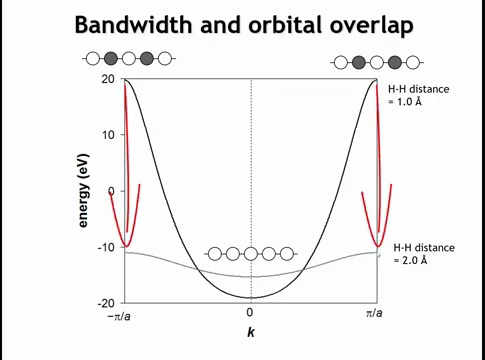 Bandwidth and orbital overlap
H-H distance
= 1.0 Å
20
10
0
-10
-20
energy (eV)
H-H distance
= 2.0 Å
−π/a
0
π/a
k